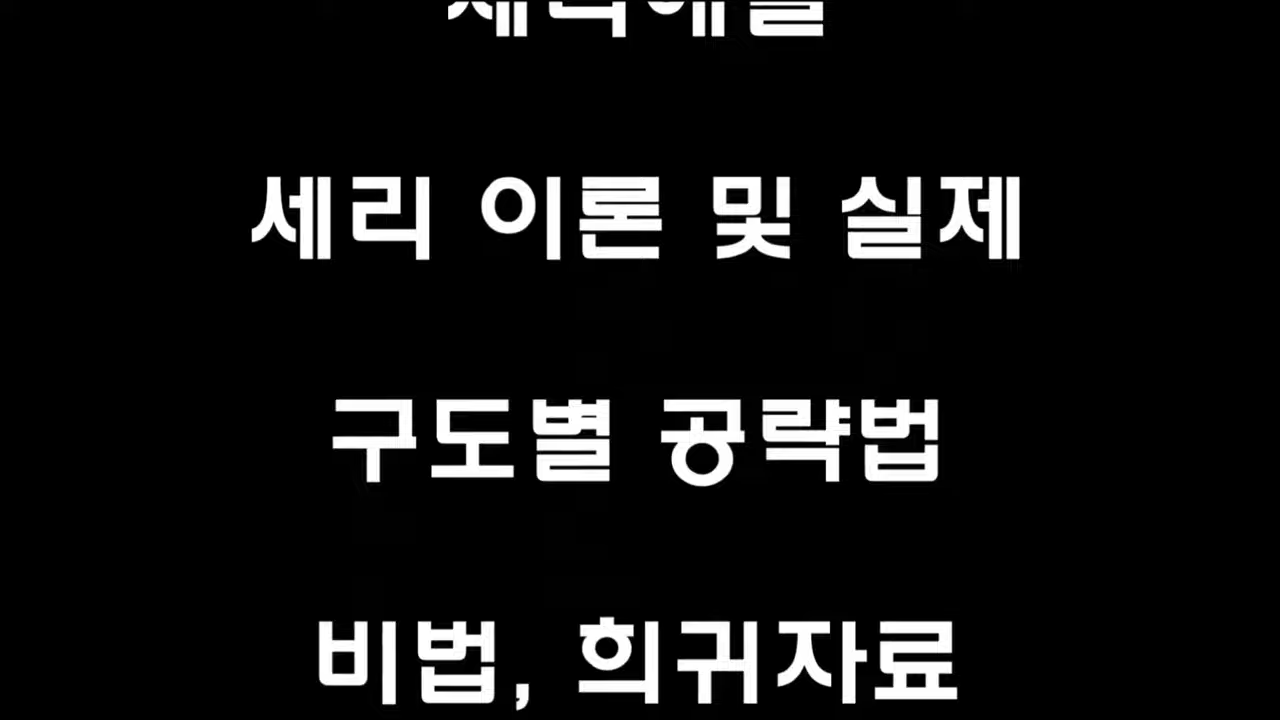 세리 이론 및 실제
구도별 공략법
비법, 희귀자료